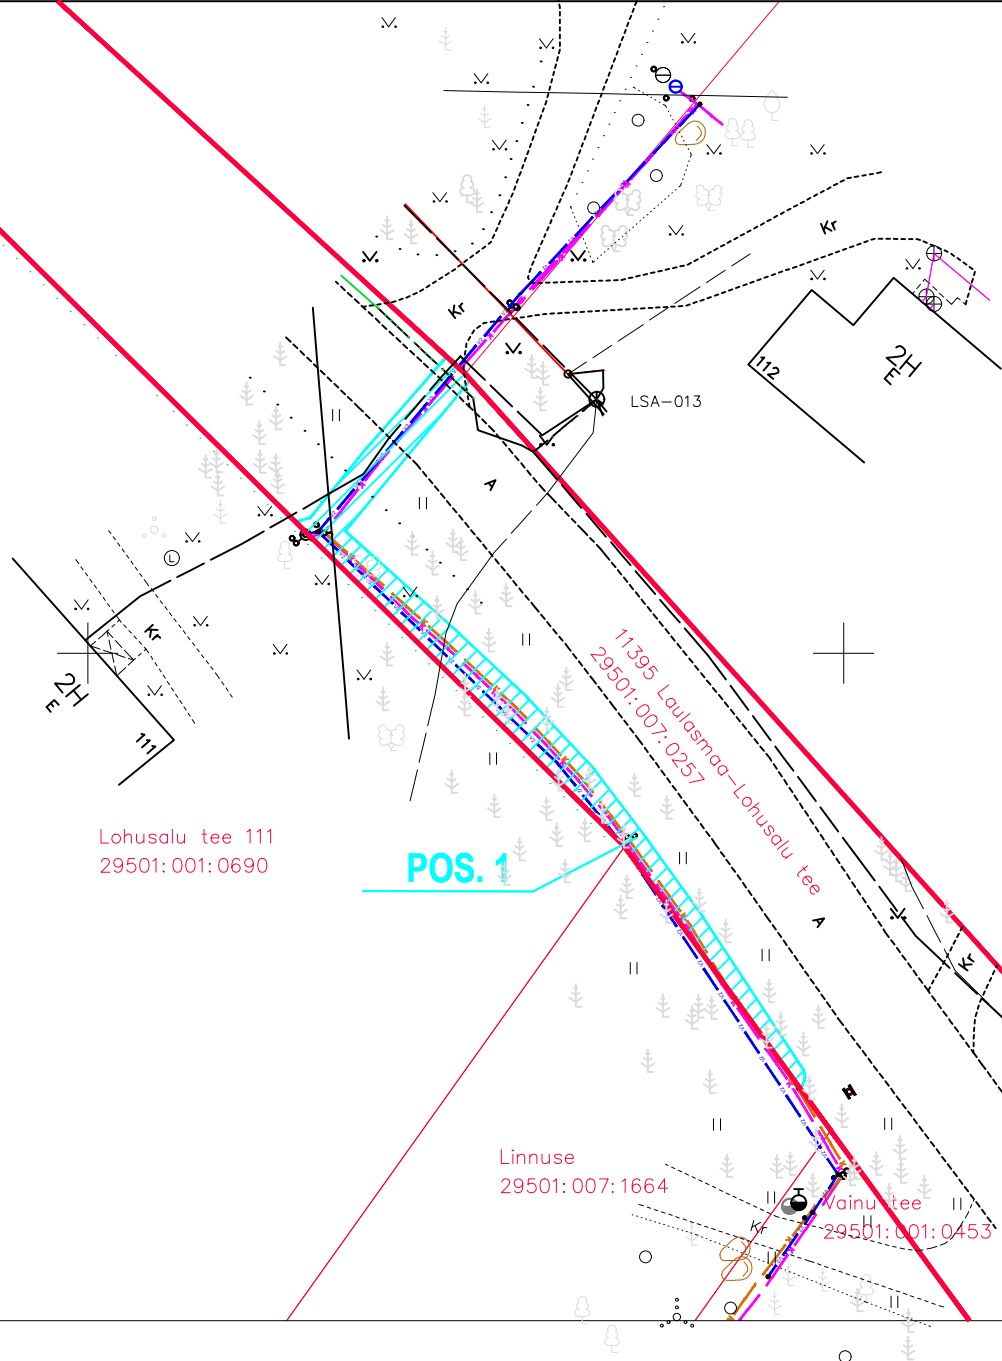 Kr
Kr
LSA-013
112
2H
E
A
L
Kr
2H
E
111
11395 Laulasmaa-Lohusalu tee
29501:007:0257
Lohusalu tee 111
29501:001:0690
POS. 1
A
Kr
Linnuse
29501:007:1664
Vainu tee
29501:001:0453
Kr